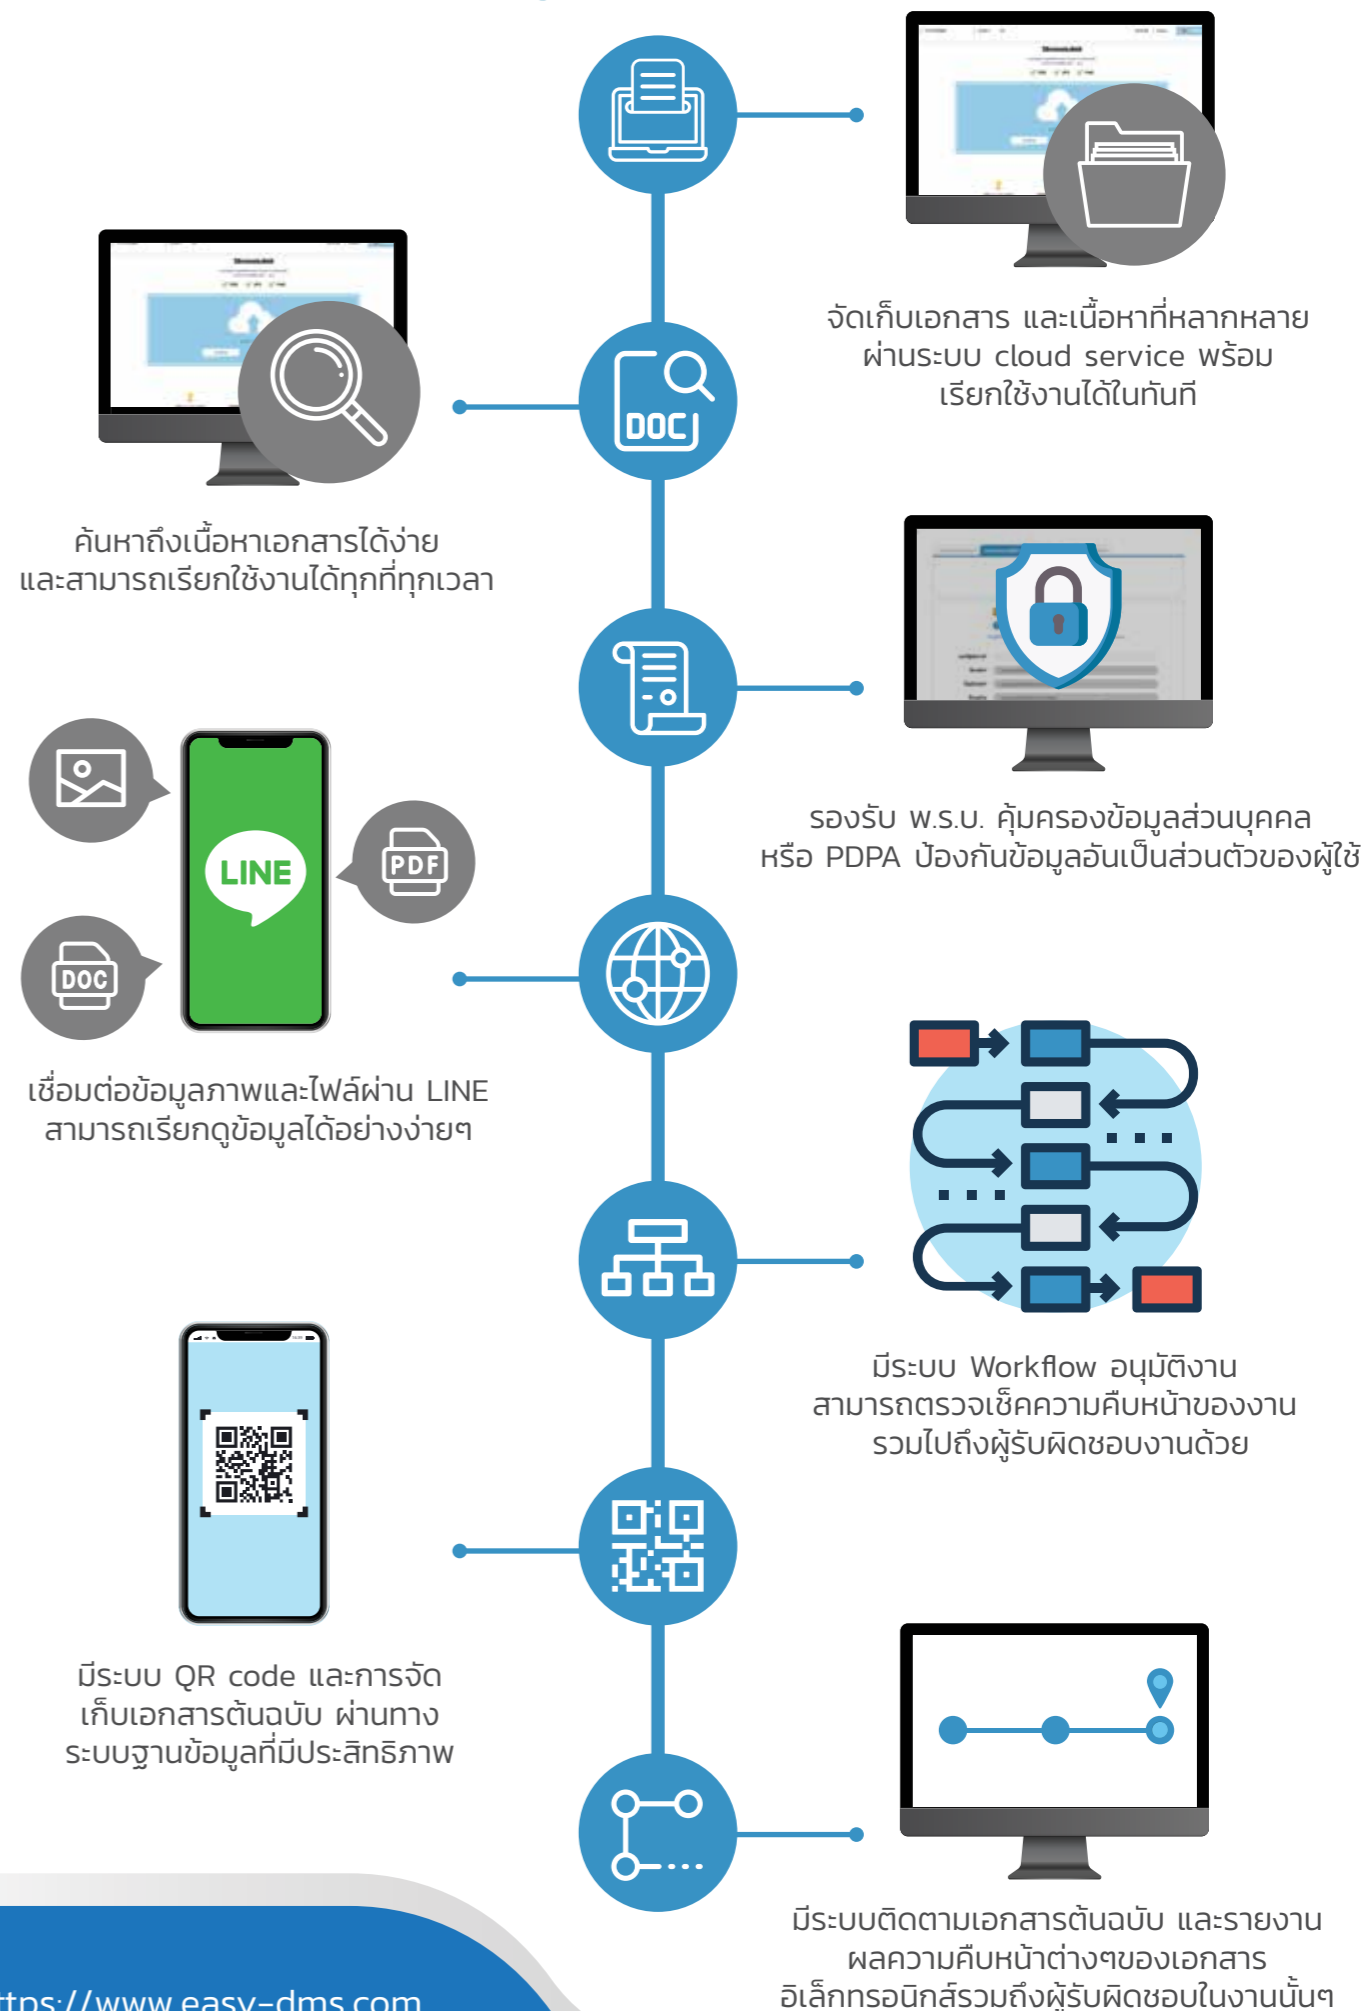 จัดเก็บเอกสาร และเนื้อหาที่หลากหลาย
ผ่านระบบ cloud service พร้อม
เรียกใช้งานได้ในทันที
DOC
ค้นหาถึงเนื้อหาเอกสารได้ง่าย
และสามารถเรียกใช้งานได้ทุกที่ทุกเวลา
รองรับ พ.ร.บ. คุ้มครองข้อมูลส่วนบุคคล
หรือ PDPA ป้องกันข้อมูลอันเป็นส่วนตัวของผู้ใช้
LINE
PDF
DOC
เชื่อมต่อข้อมูลภาพและไฟล์ผ่าน LINE
สามารถเรียกดูข้อมูลได้อย่างง่ายๆ
มีระบบ Workflow อนุมัติงาน
สามารถตรวจเช็คความคืบหน้าของงาน
รวมไปถึงผู้รับผิดชอบงานด้วย
มีระบบ QR code และการจัด
เก็บเอกสารต้นฉบับ ผ่านทาง
ระบบฐานข้อมูลที่มีประสิทธิภาพ
มีระบบติดตามเอกสารต้นฉบับ และรายงาน
ผลความคืบหน้าต่างๆของเอกสาร
อิเล็กทรอนิกส์รวมถึงผู้รับผิดชอบในงานนั้นๆ
ttps://www.easy-dms.com